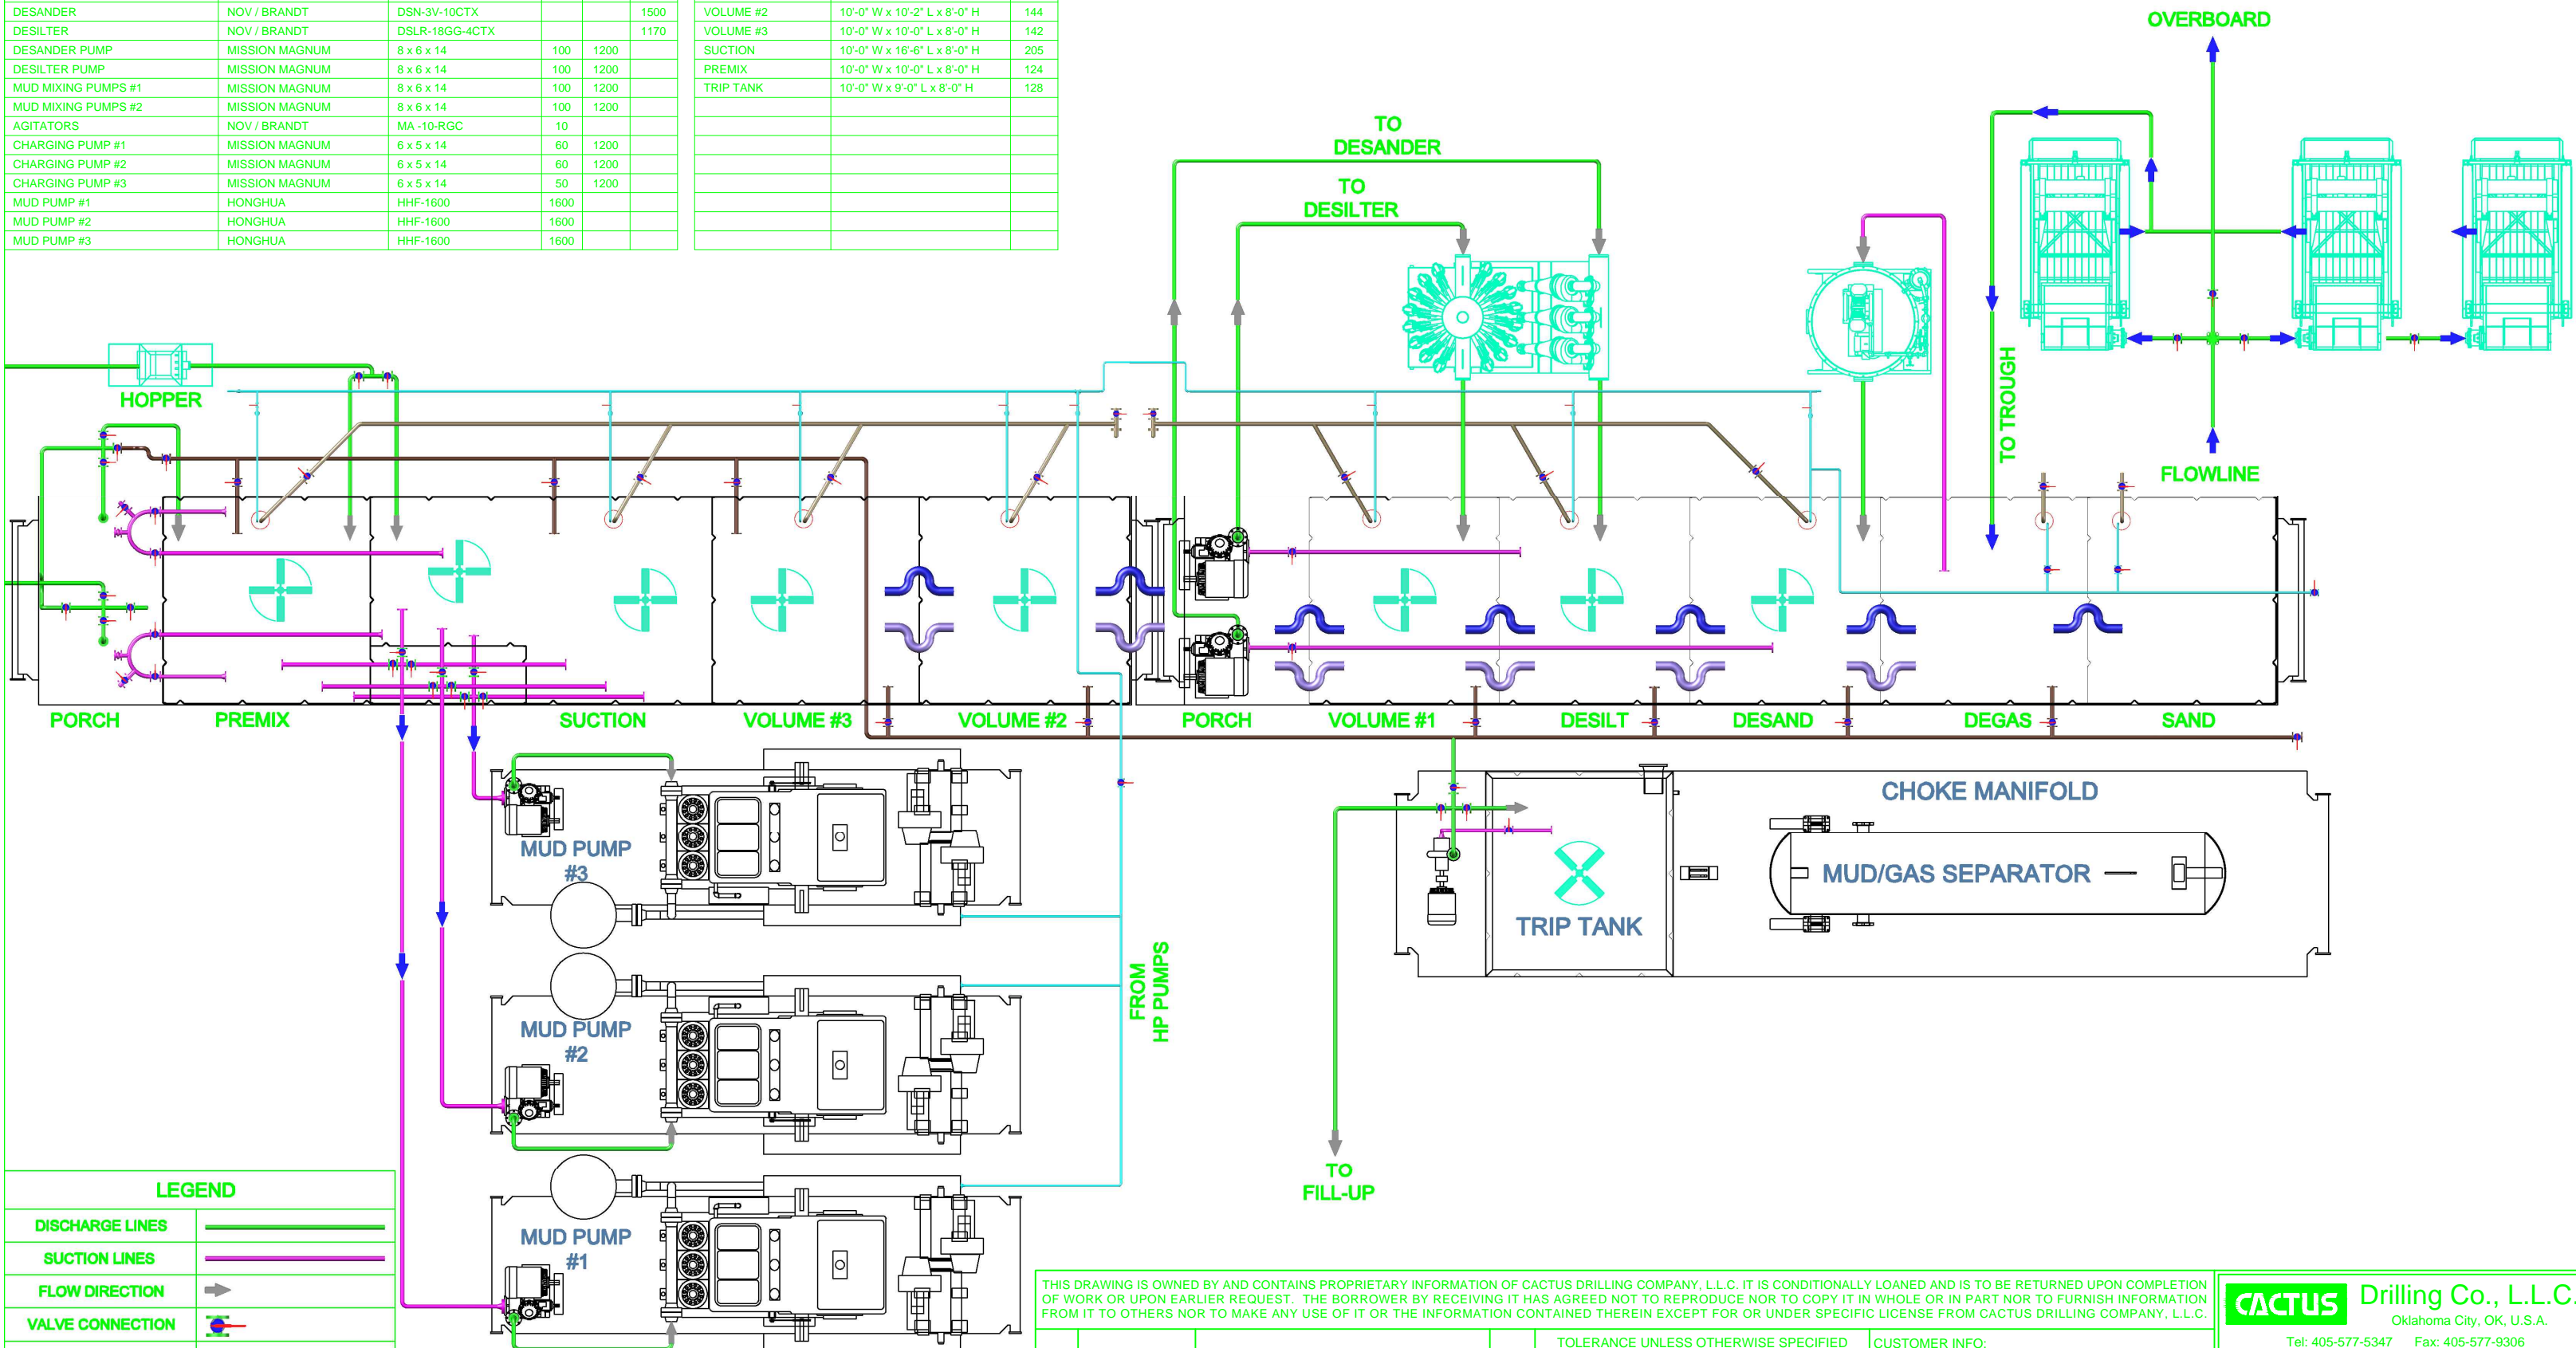 DESANDER NOV / BRANDT DSN-3V-10CTX 1500
DESILTER NOV / BRANDT DSLR-18GG-4CTX 1170
DESANDER PUMP MISSION MAGNUM 8 x 6 x 14 100 1200
DESILTER PUMP MISSION MAGNUM 8 x 6 x 14 100 1200
MUD MIXING PUMPS #1 MISSION MAGNUM 8 x 6 x 14 100 1200
MUD MIXING PUMPS #2 MISSION MAGNUM 8 x 6 x 14 100 1200
AGITATORS NOV / BRANDT MA -10-RGC 10
CHARGING PUMP #1 MISSION MAGNUM 6 x 5 x 14 60 1200
CHARGING PUMP #2 MISSION MAGNUM 6 x 5 x 14 60 1200
CHARGING PUMP #3 MISSION MAGNUM 6 x 5 x 14 50 1200
MUD PUMP #1 HONGHUA HHF-1600 1600
MUD PUMP #2 HONGHUA HHF-1600 1600
MUD PUMP #3 HONGHUA HHF-1600 1600
VOLUME #2 10'-0" W x 10'-2" L x 8'-0" H 144
VOLUME #3 10'-0" W x 10'-0" L x 8'-0" H 142
SUCTION 10'-0" W x 16'-6" L x 8'-0" H 205
PREMIX 10'-0" W x 10'-0" L x 8'-0" H 124
TRIP TANK 10'-0" W x 9'-0" L x 8'-0" H 128
OVERBOARD
TO
DESANDER
TO
DESILTER
TO TROUGH
FLOWLINE
HOPPER
PORCH
PREMIX
SUCTION
VOLUME #3
VOLUME #2
PORCH
VOLUME #1
DESILT
DESAND
DEGAS
SAND
MUD PUMP
#3
MUD PUMP
#2
MUD PUMP
#1
FROM
HP PUMPS
CHOKE MANIFOLD
MUD/GAS SEPARATOR
TRIP TANK
TO
FILL-UP
LEGEND
DISCHARGE LINES
SUCTION LINES
FLOW DIRECTION
VALVE CONNECTION
THIS DRAWING IS OWNED BY AND CONTAINS PROPRIETARY INFORMATION OF CACTUS DRILLING COMPANY, L.L.C. IT IS CONDITIONALLY LOANED AND IS TO BE RETURNED UPON COMPLETION
OF WORK OR UPON EARLIER REQUEST. THE BORROWER BY RECEIVING IT HAS AGREED NOT TO REPRODUCE NOR TO COPY IT IN WHOLE OR IN PART NOR TO FURNISH INFORMATION
FROM IT TO OTHERS NOR TO MAKE ANY USE OF IT OR THE INFORMATION CONTAINED THEREIN EXCEPT FOR OR UNDER SPECIFIC LICENSE FROM CACTUS DRILLING COMPANY, L.L.C.
TOLERANCE UNLESS OTHERWISE SPECIFIED
CUSTOMER INFO:
CACTUS Drilling Co., L.L.C.
Oklahoma City, OK, U.S.A.
Tel: 405-577-5347 Fax: 405-577-9306